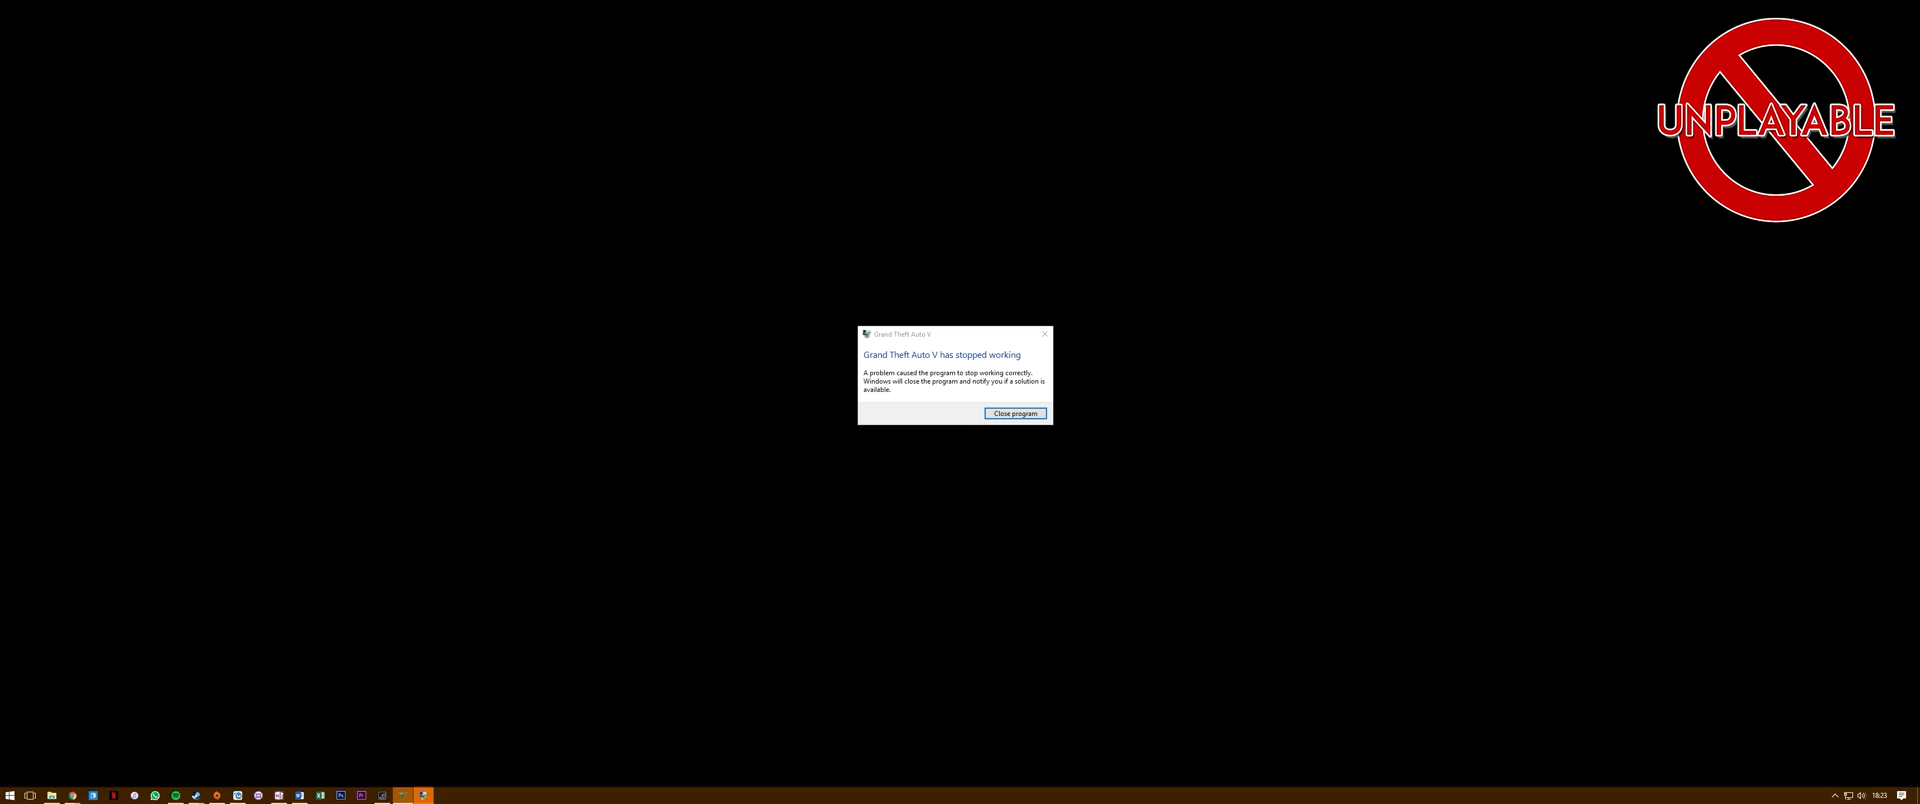 UNPLAYABLE
Grand Theft Auto V
Grand Theft Auto V has stopped working
A problem caused the program to stop working correctly.
Windows will close the program and notify you if a solution is
available.
Close program
18:23